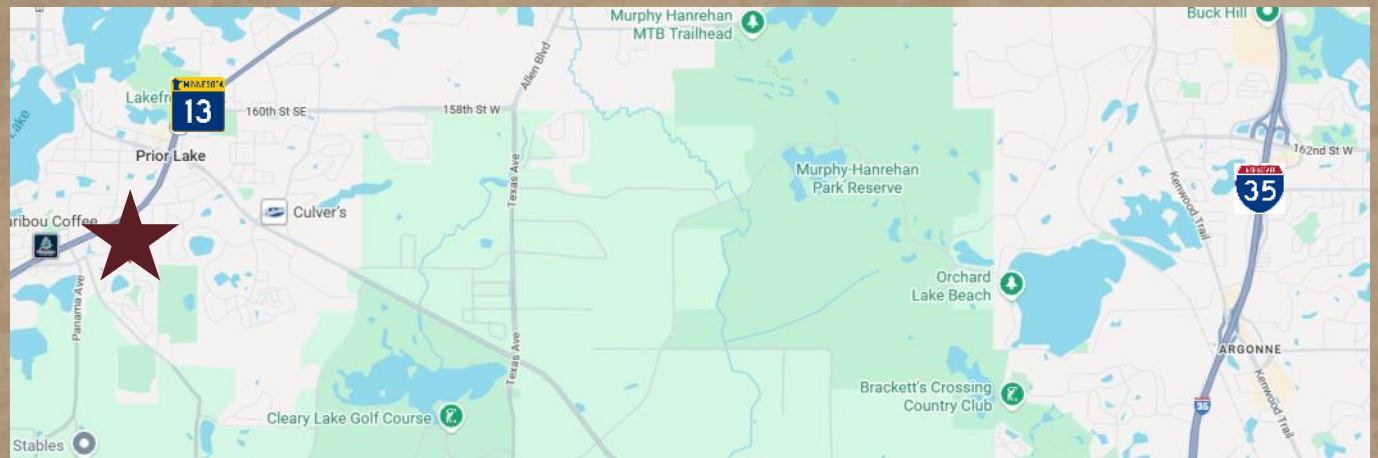 Murphy Hanrehan
MTB Trailhead
Buck Hill
Allen Blvd
MINNESOTA
13
160th St SE
158th St W
Prior Lake
162nd St W
Murphy-Hanrehan
Park Reserve
Texas Ave
Kenwood Trail
INTERSTATE
35
Culver's
Coffee
Orchard
Lake Beach
Panama Ave
Texas Ave
ARGONNE
Brackett's Crossing
Country Club
35
Kenwood Trail
Cleary Lake Golf Course
Stables